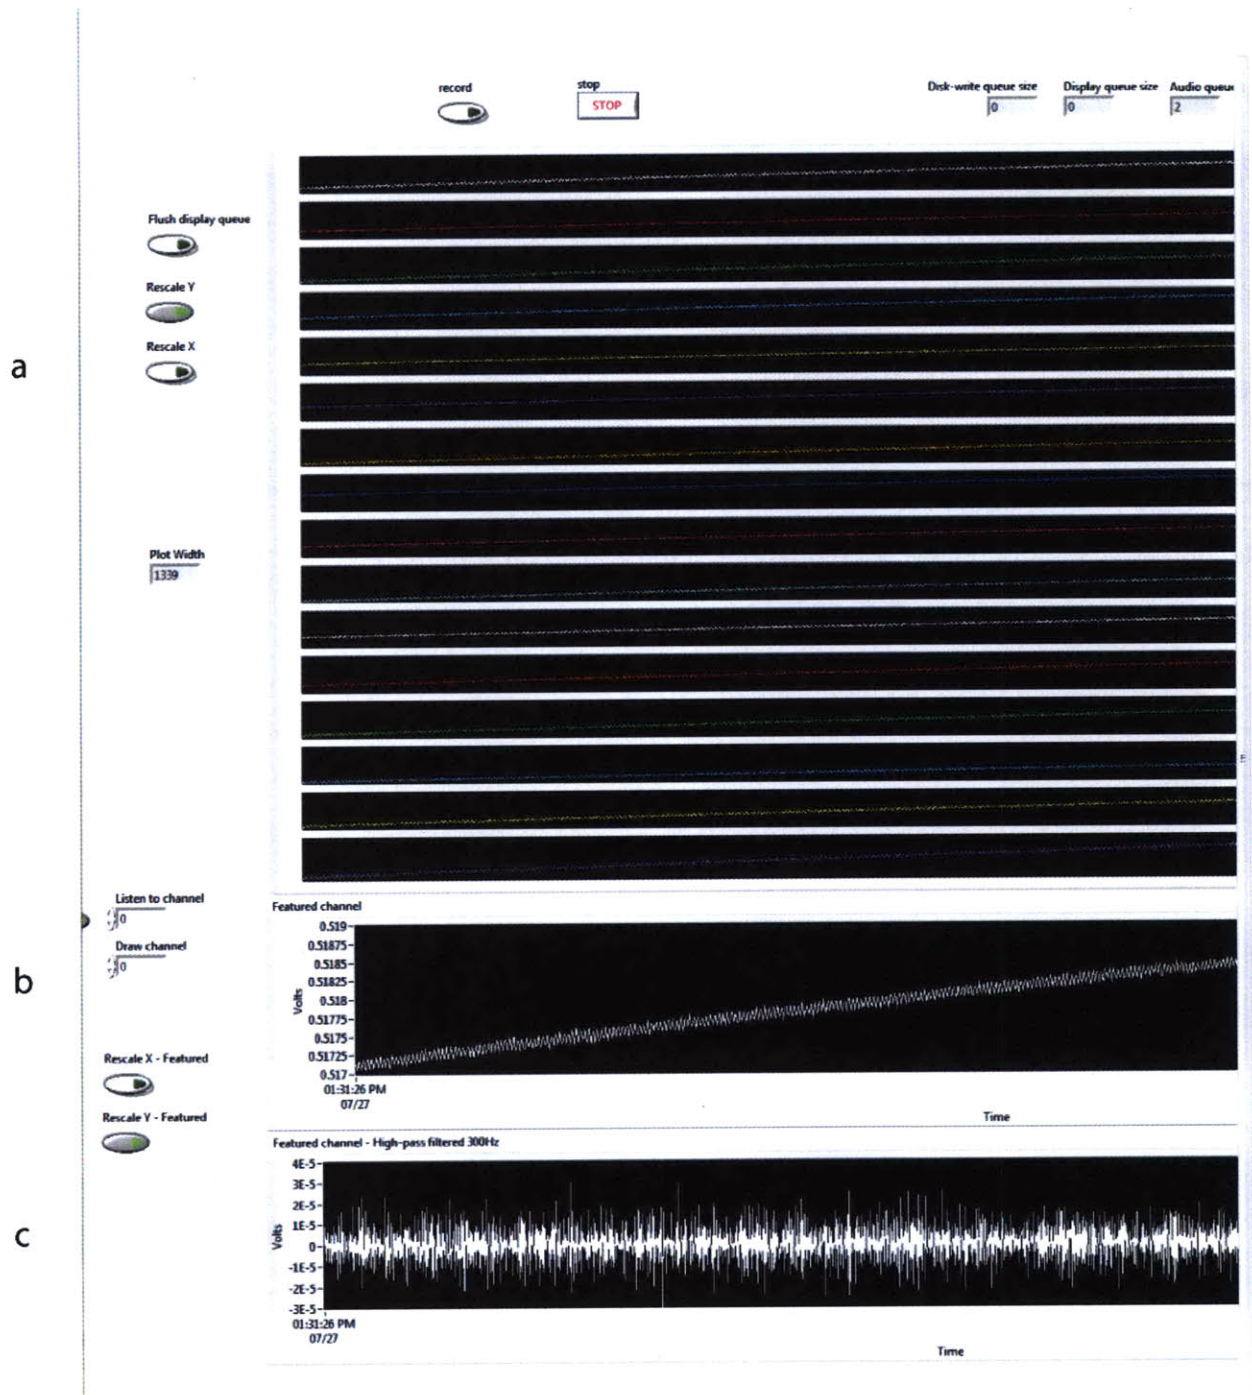 record
stop
STOP
Disk-write queue size
0
Display queue size
0
Audio queue
2
Flush display queue
Rescale Y
Rescale X
a
Plot Width
1339
Listen to channel
0
Draw channel
0
b
Featured channel
0.519
0.51875
0.5185
0.51825
0.518
0.51775
0.5175
0.51725
0.517
Volts
01:31:26 PM
07/27
Time
Rescale X - Featured
Rescale Y - Featured
Featured channel - High-pass filtered 300Hz
c
4E-5
3E-5
2E-5
1E-5
0
-1E-5
-2E-5
-3E-5
Volts
01:31:26 PM
07/27
Time